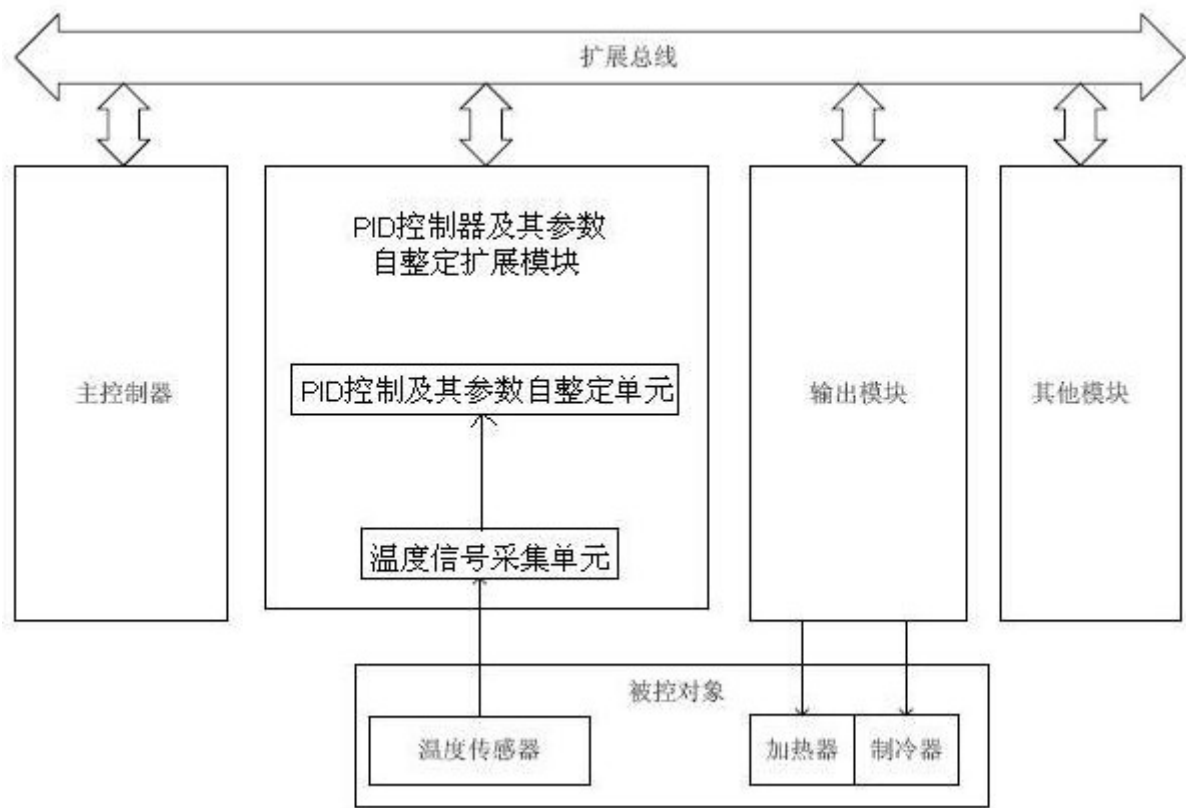 扩展总线
PID控制器及其参数
自整定扩展模块
主控制器
PID控制及其参数自整定单元
输出模块
其他模块
温度信号采集单元
被控对象
温度传感器
加热器
制冷器